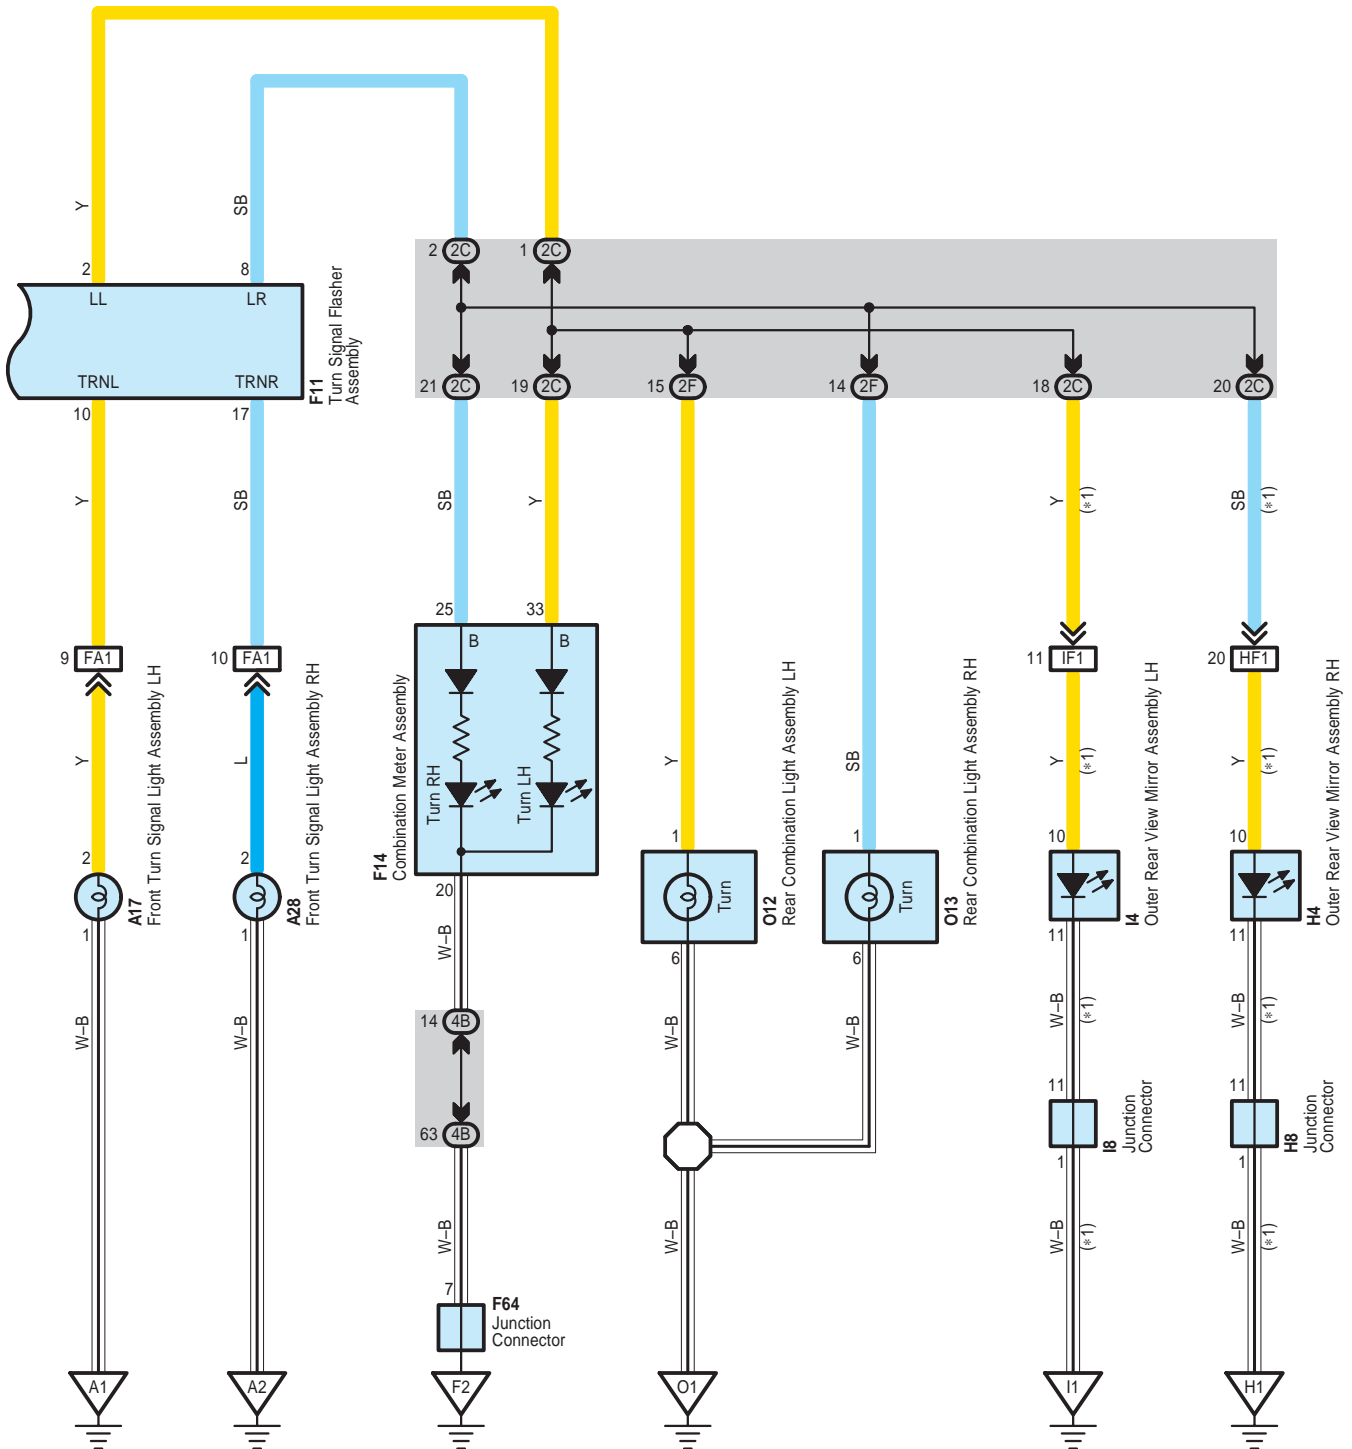 Y
SB
2
8
LL
LR
TRNL
TRNR
10
17
F11
Turn Signal Flasher
Assembly
2
2C
1
2C
21
2C
19
2C
15
2F
14
2F
18
2C
20
2C
Y
SB
SB
Y
Y
(*1)
SB
(*1)
9
FA1
10
FA1
25
33
11
IF1
20
HF1
B
B
Turn RH
Turn LH
F14
Combination Meter Assembly
Y
L
Y
SB
Y
(*1)
Y
(*1)
2
2
1
1
10
10
A17
Front Turn Signal Light Assembly LH
A28
Front Turn Signal Light Assembly RH
Turn
O12
Rear Combination Light Assembly LH
Turn
O13
Rear Combination Light Assembly RH
I4
Outer Rear View Mirror Assembly LH
H4
Outer Rear View Mirror Assembly RH
1
1
20
6
6
11
11
W–B
W–B
W–B
W–B
W–B
W–B
(*1)
W–B
(*1)
14
4B
63
4B
11
I8
Junction
Connector
1
11
H8
Junction
Connector
1
W–B
W–B
W–B
(*1)
W–B
(*1)
7
F64
Junction
Connector
A1
A2
F2
O1
I1
H1